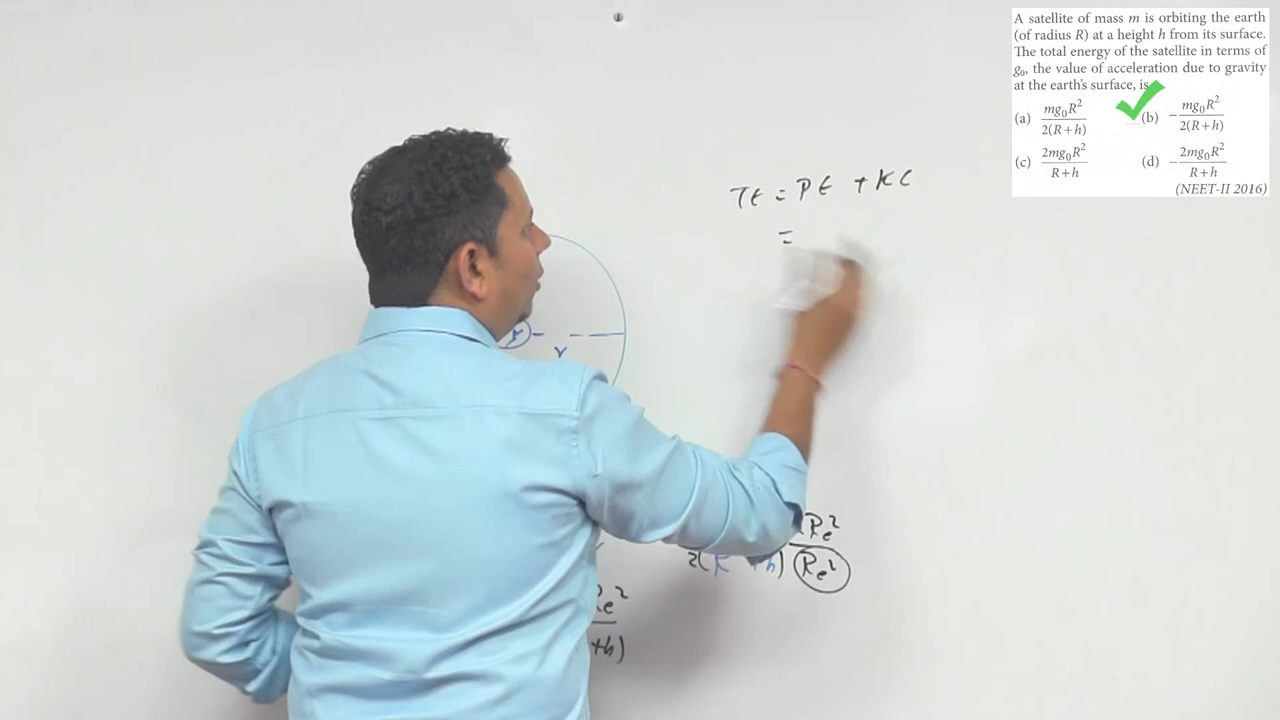 A satellite of mass m is orbiting the earth
(of radius R) at a height h from its surface.
The total energy of the satellite in terms of
g₀, the value of acceleration due to gravity
at the earth's surface, is
(a) mg₀R² / 2(R+h) (b) −mg₀R² / 2(R+h)
(c) 2mg₀R² / R+h (d) −2mg₀R² / R+h
(NEET-II 2016)
TE = PE + KE
=
r
Re²
2(R +h) Re²
Re²
+h)